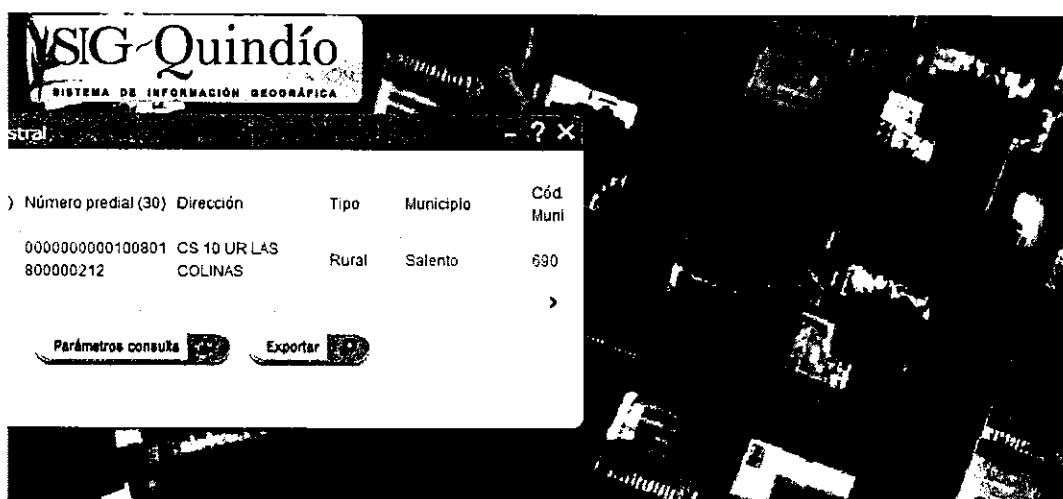 SIG-Quindío
SISTEMA DE INFORMACIÓN GEOGRÁFICA
stral
- ? X
) Número predial (30) Dirección Tipo Municipio Cód. Muni
0000000000100801 CS 10 UR LAS
800000212 COLINAS Rural Salento 690
>
Parámetros consulta Exportar